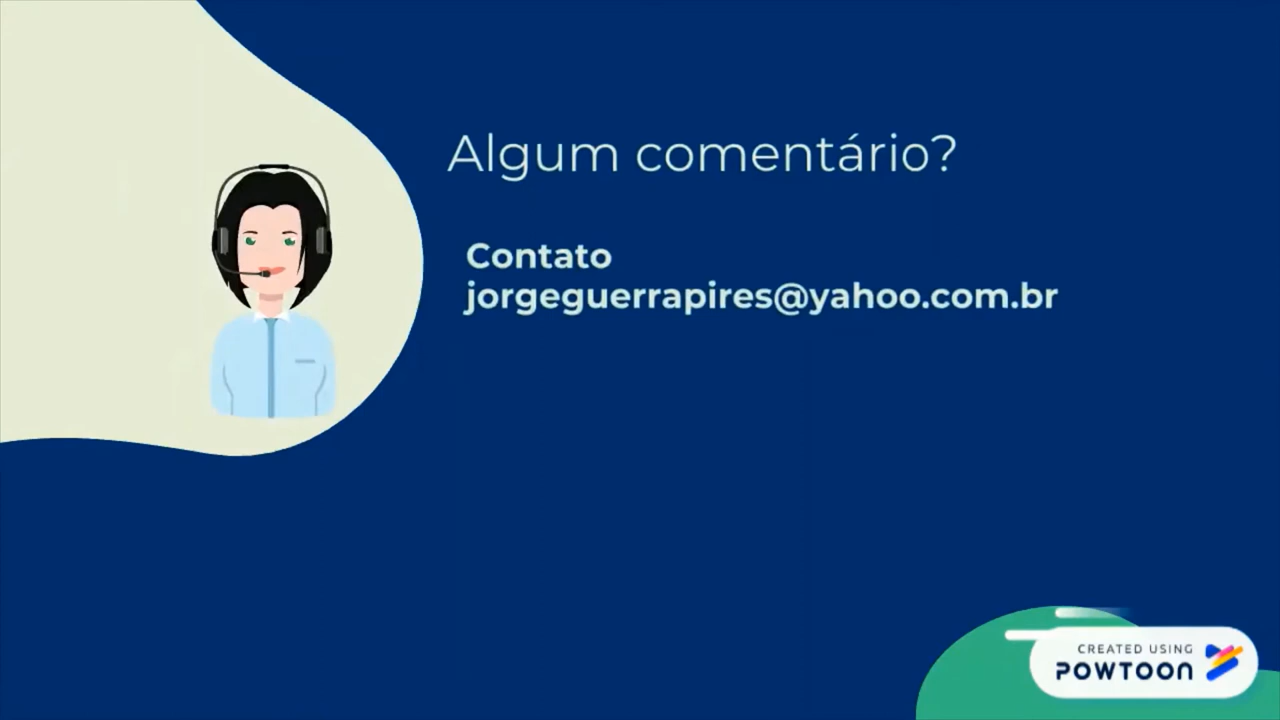 Algum comentário?
Contato
jorgeguerrapires@yahoo.com.br
CREATED USING
POWTOON